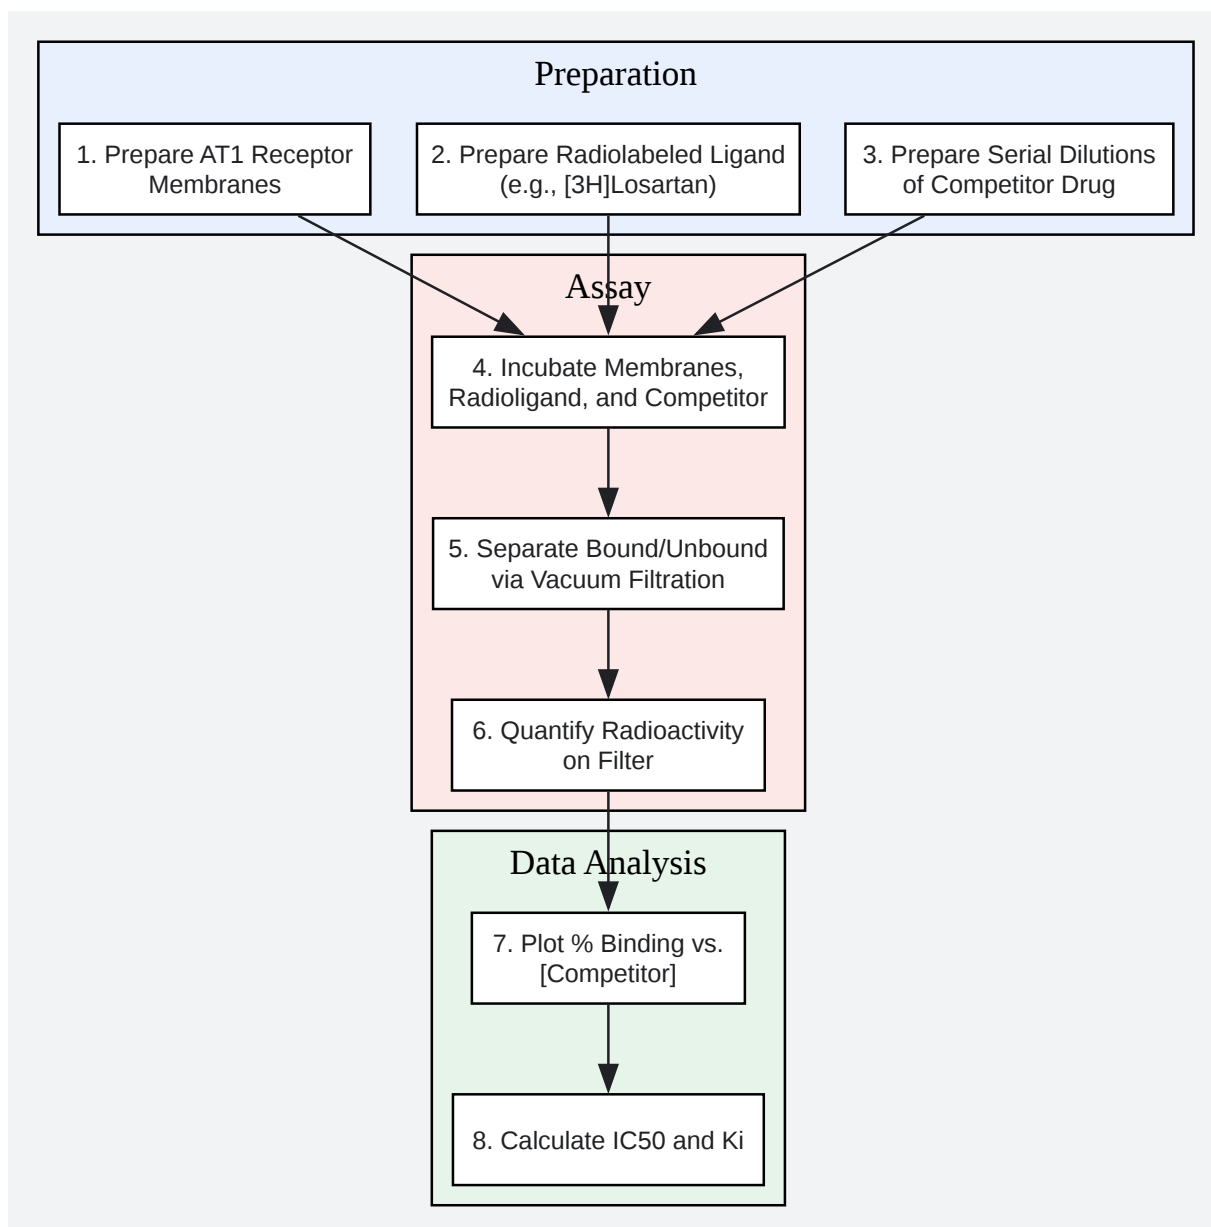 Preparation
1. Prepare AT1 Receptor
Membranes
2. Prepare Radiolabeled Ligand
(e.g., [3H]Losartan)
3. Prepare Serial Dilutions
of Competitor Drug
Assay
4. Incubate Membranes,
Radioligand, and Competitor
5. Separate Bound/Unbound
via Vacuum Filtration
6. Quantify Radioactivity
on Filter
Data Analysis
7. Plot % Binding vs.
[Competitor]
8. Calculate IC50 and Ki